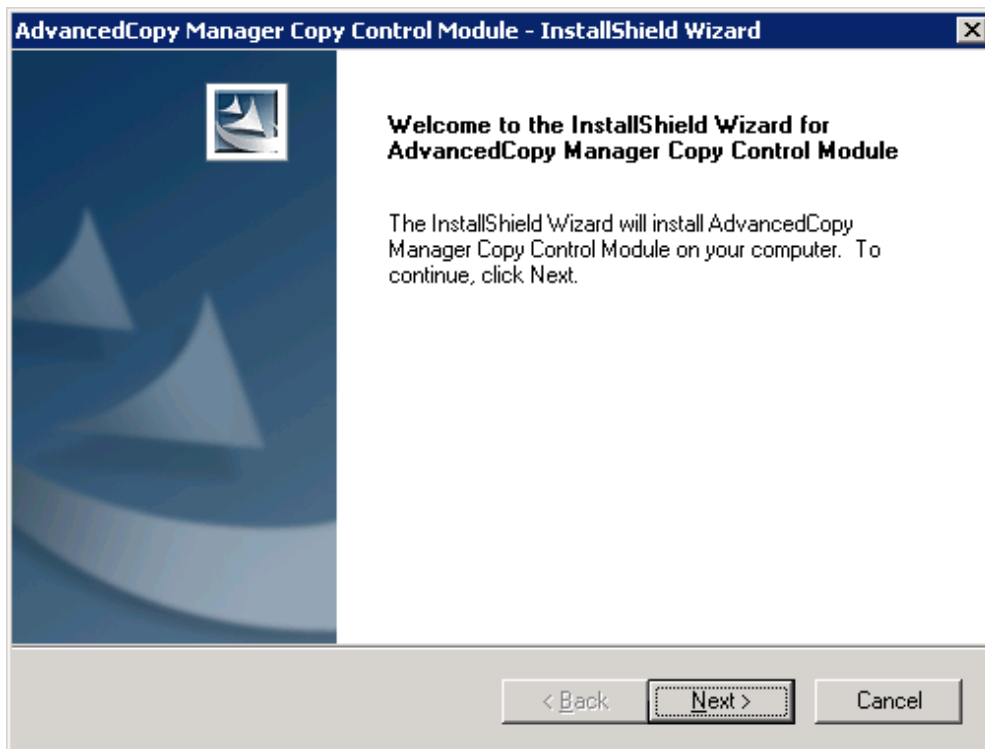 AdvancedCopy Manager Copy Control Module - InstallShield Wizard
Welcome to the InstallShield Wizard for
AdvancedCopy Manager Copy Control Module
The InstallShield Wizard will install AdvancedCopy
Manager Copy Control Module on your computer.  To
continue, click Next.
< Back
Next >
Cancel